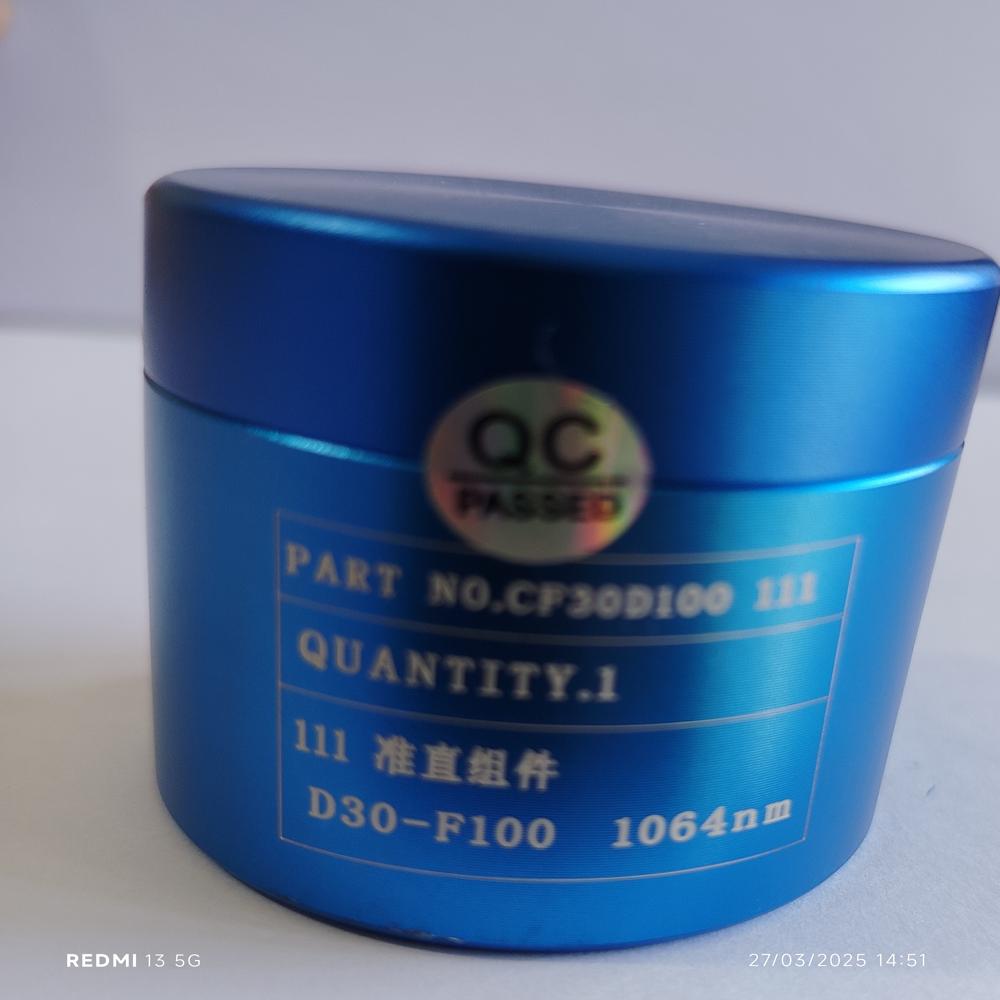 QC
PASSED
PART NO.CF30D100 111
QUANTITY.1
111 准直组件
D30-F100 1064nm
REDMI 13 5G
27/03/2025 14:51